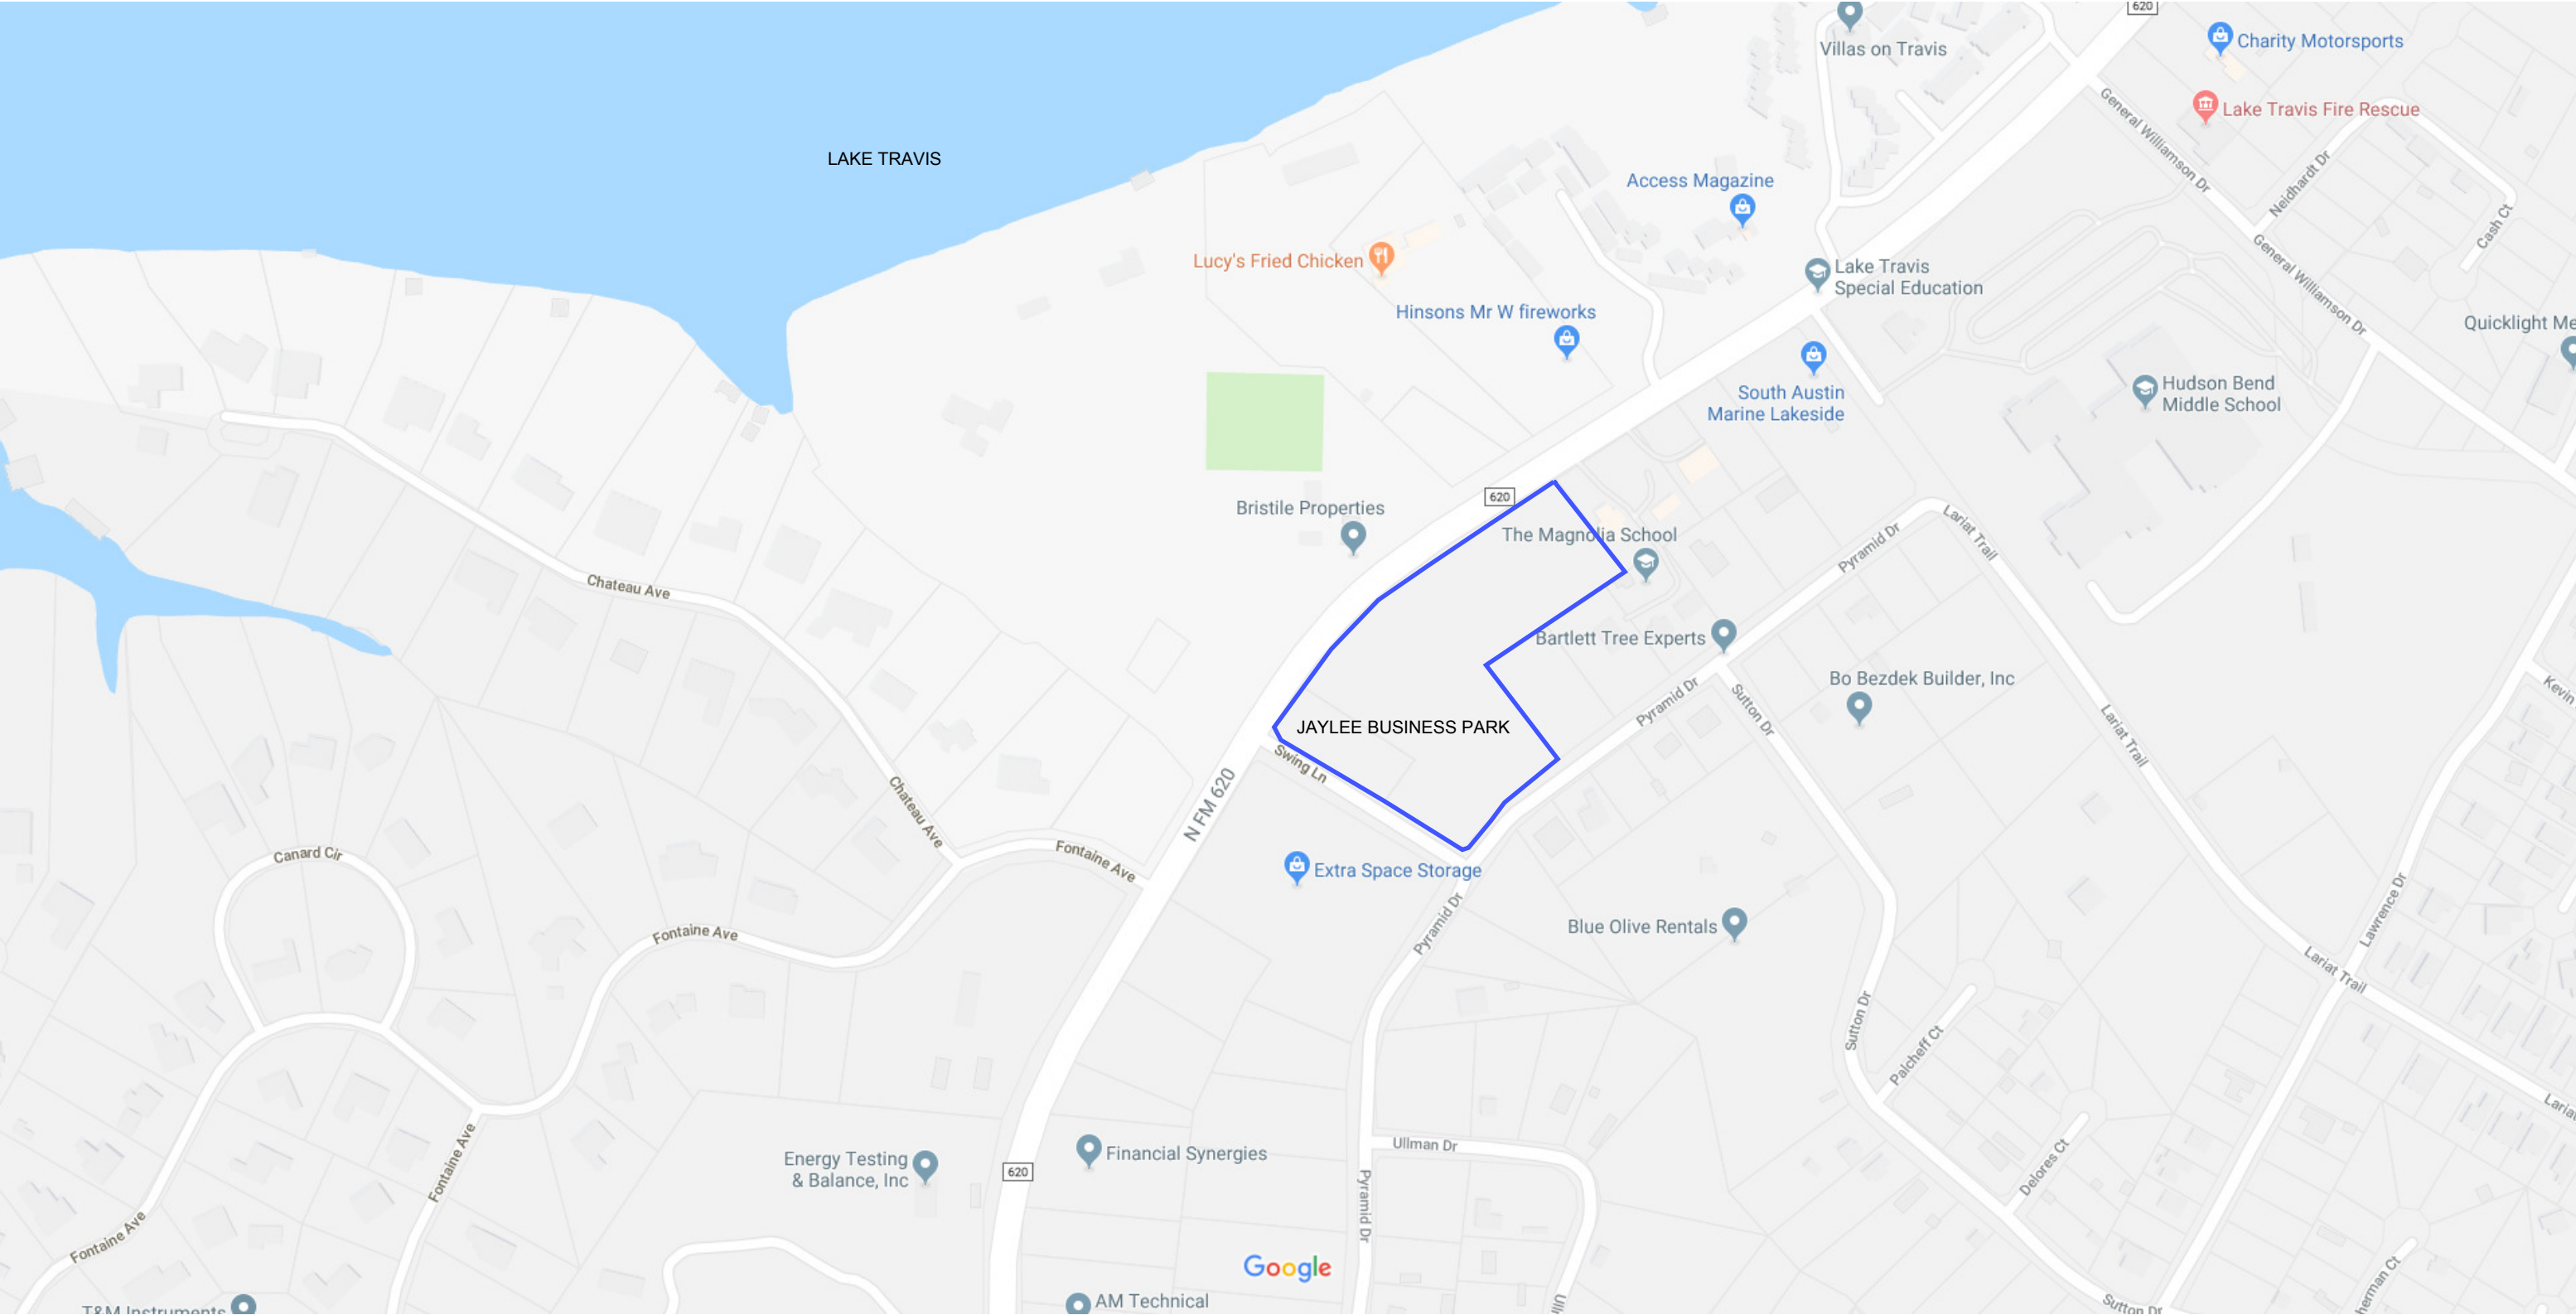 620
Villas on Travis
Charity Motorsports
General Williamson Dr
Lake Travis Fire Rescue
LAKE TRAVIS
Neidhardt Dr
Access Magazine
Cash Ct
Lucy's Fried Chicken
General Williamson Dr
Lake Travis
Special Education
Hinsons Mr W fireworks
Quicklight Me
South Austin
Marine Lakeside
Hudson Bend
Middle School
620
Bristile Properties
The Magnolia School
Pyramid Dr
Lariat Trail
Chateau Ave
Bartlett Tree Experts
Bo Bezdek Builder, Inc
Kevin
Pyramid Dr
Sutton Dr
JAYLEE BUSINESS PARK
Lariat Trail
Swing Ln
N FM 620
Chateau Ave
Canard Cir
Fontaine Ave
Extra Space Storage
Lawrence Dr
Pyramid Dr
Blue Olive Rentals
Fontaine Ave
Lariat Trail
Sutton Dr
Palcheff Ct
Lariat
Ullman Dr
Financial Synergies
Energy Testing
& Balance, Inc
620
Fontaine Ave
Delores Ct
Pyramid Dr
Fontaine Ave
Google
herman Ct
AM Technical
T&M Instruments
Ull
Sutton Dr